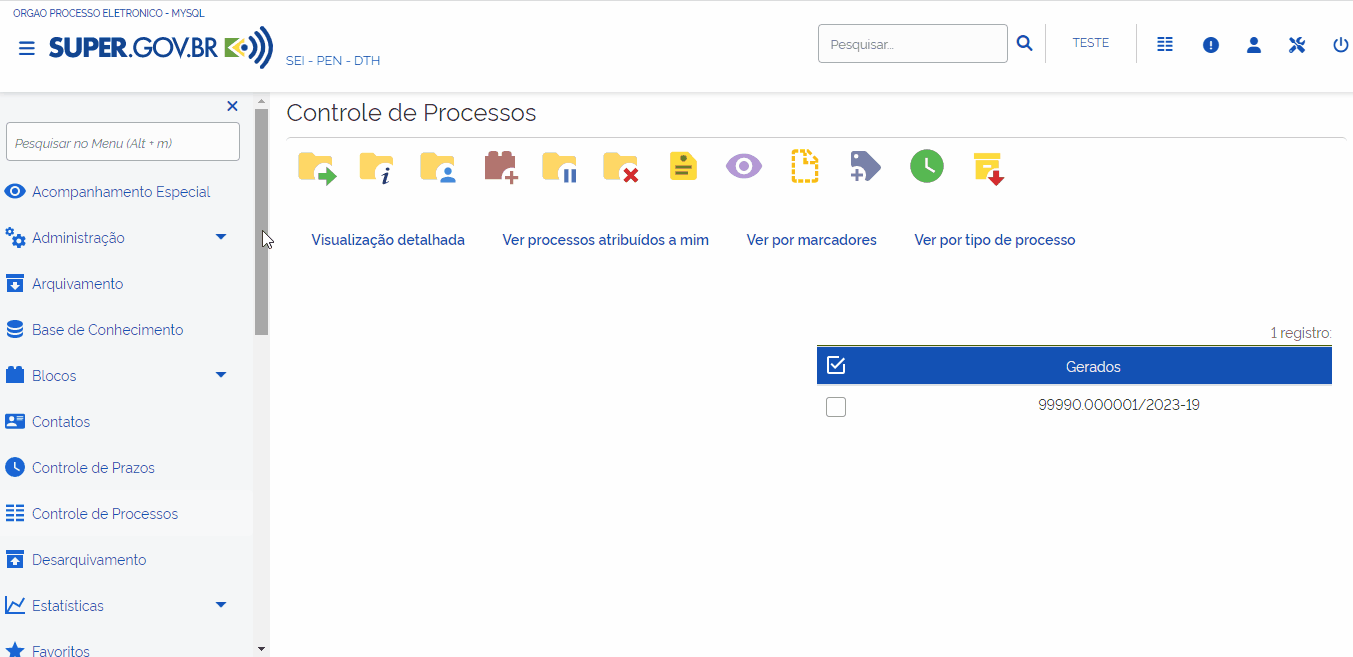 ORGAO PROCESSO ELETRONICO - MYSQL
SUPER.GOV.BR
SEI - PEN - DTH
Pesquisar...
TESTE
Pesquisar no Menu (Alt + m)
Acompanhamento Especial
Administração
Arquivamento
Base de Conhecimento
Blocos
Contatos
Controle de Prazos
Controle de Processos
Desarquivamento
Estatísticas
Favoritos
Controle de Processos
Visualização detalhada
Ver processos atribuídos a mim
Ver por marcadores
Ver por tipo de processo
1 registro:
Gerados
99990.000001/2023-19